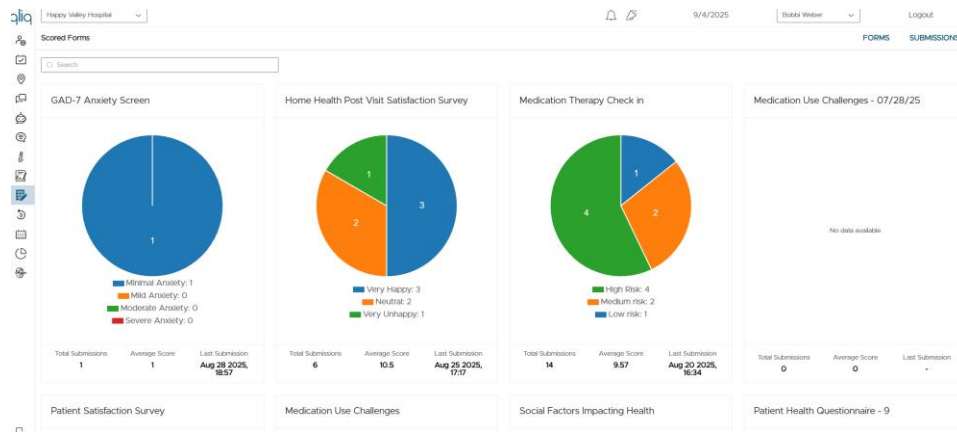 qliq
Happy Valley Hospital
9/4/2025
Bobbi Weber
Logout
Scored Forms
FORMS
SUBMISSIONS
Search
GAD-7 Anxiety Screen
1
Minimal Anxiety: 1
Mild Anxiety: 0
Moderate Anxiety: 0
Severe Anxiety: 0
Total Submissions
Average Score
Last Submission
1
1
Aug 28 2025,
18:57
Home Health Post Visit Satisfaction Survey
1
3
2
Very Happy: 3
Neutral: 2
Very Unhappy: 1
Total Submissions
Average Score
Last Submission
6
10.5
Aug 25 2025,
17:17
Medication Therapy Check in
1
4
2
High Risk: 4
Medium risk: 2
Low risk: 1
Total Submissions
Average Score
Last Submission
14
9.57
Aug 20 2025,
16:34
Medication Use Challenges - 07/28/25
No data available
Total Submissions
Average Score
Last Submission
0
0
-
Patient Satisfaction Survey
Medication Use Challenges
Social Factors Impacting Health
Patient Health Questionnaire - 9